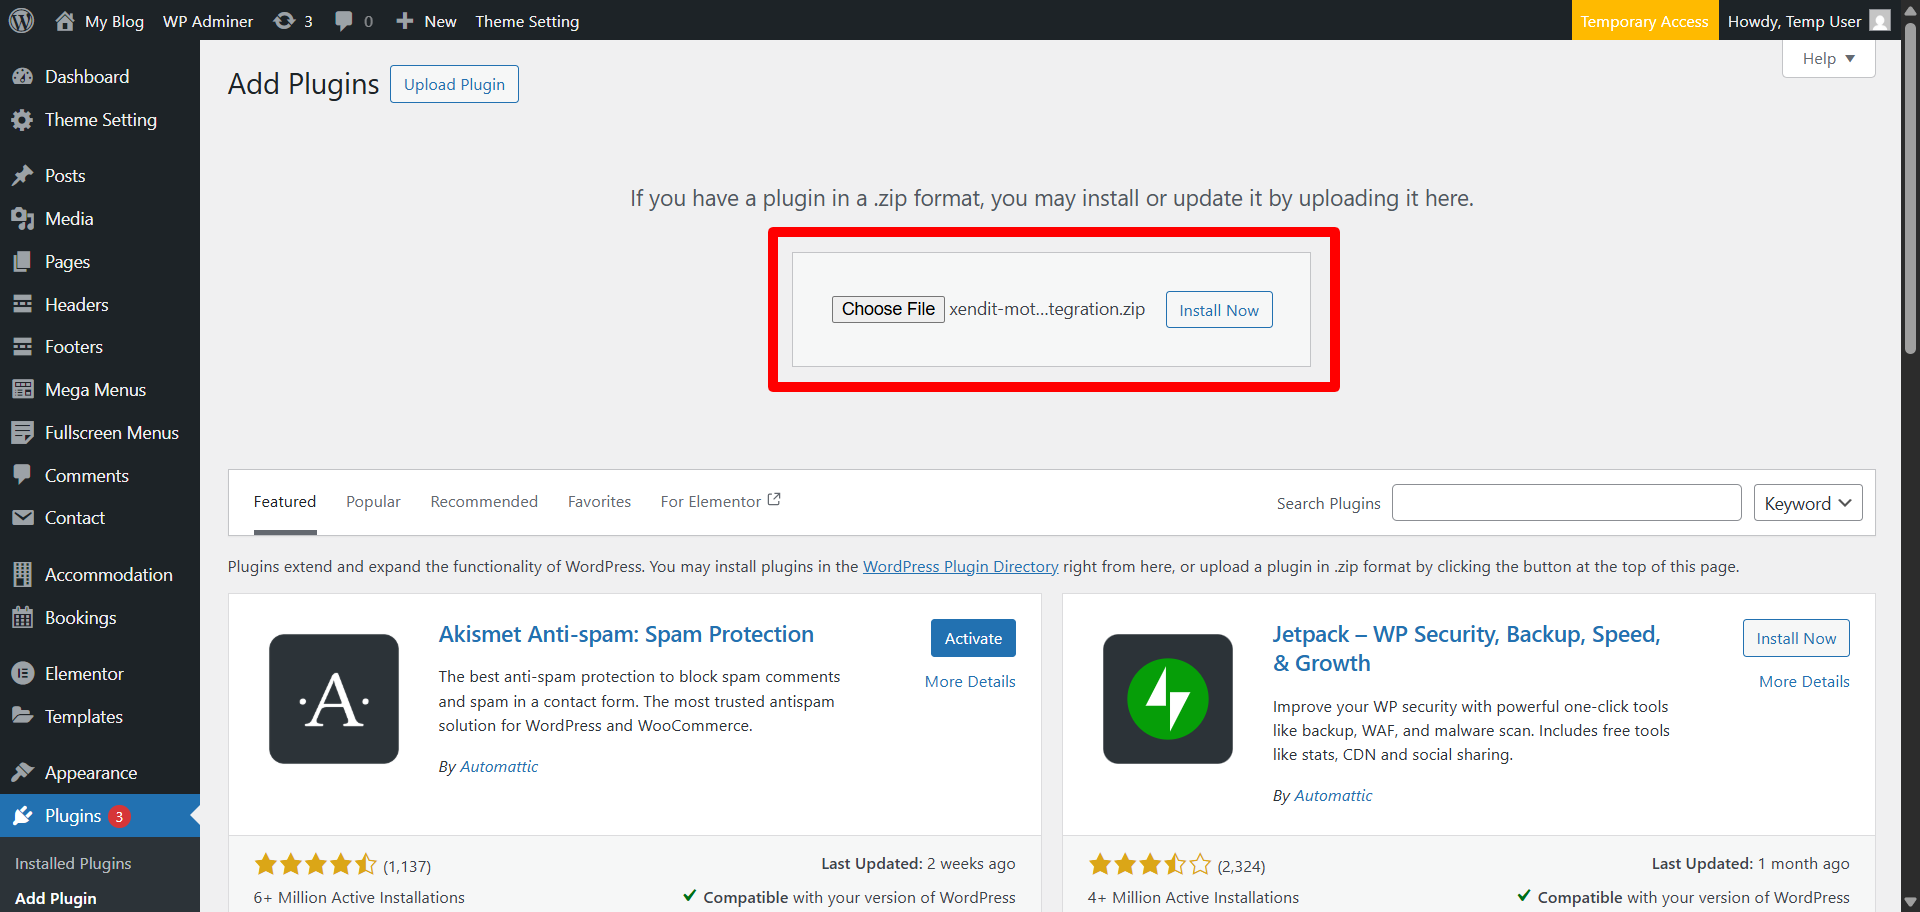 My Blog WP Adminer 3 0 New Theme Setting Temporary Access Howdy, Temp User
Dashboard
Theme Setting
Posts
Media
Pages
Headers
Footers
Mega Menus
Fullscreen Menus
Comments
Contact
Accommodation
Bookings
Elementor
Templates
Appearance
Plugins 3
Installed Plugins
Add Plugin
Help
Add Plugins Upload Plugin
If you have a plugin in a .zip format, you may install or update it by uploading it here.
Choose File xendit-mot...tegration.zip Install Now
Featured Popular Recommended Favorites For Elementor Search Plugins Keyword
Plugins extend and expand the functionality of WordPress. You may install plugins in the WordPress Plugin Directory right from here, or upload a plugin in .zip format by clicking the button at the top of this page.
·A·
Akismet Anti-spam: Spam Protection
Activate
More Details
The best anti-spam protection to block spam comments
and spam in a contact form. The most trusted antispam
solution for WordPress and WooCommerce.
By Automattic
(1,137)
Last Updated: 2 weeks ago
6+ Million Active Installations
Compatible with your version of WordPress
Jetpack – WP Security, Backup, Speed,
& Growth
Install Now
More Details
Improve your WP security with powerful one-click tools
like backup, WAF, and malware scan. Includes free tools
like stats, CDN and social sharing.
By Automattic
(2,324)
Last Updated: 1 month ago
4+ Million Active Installations
Compatible with your version of WordPress